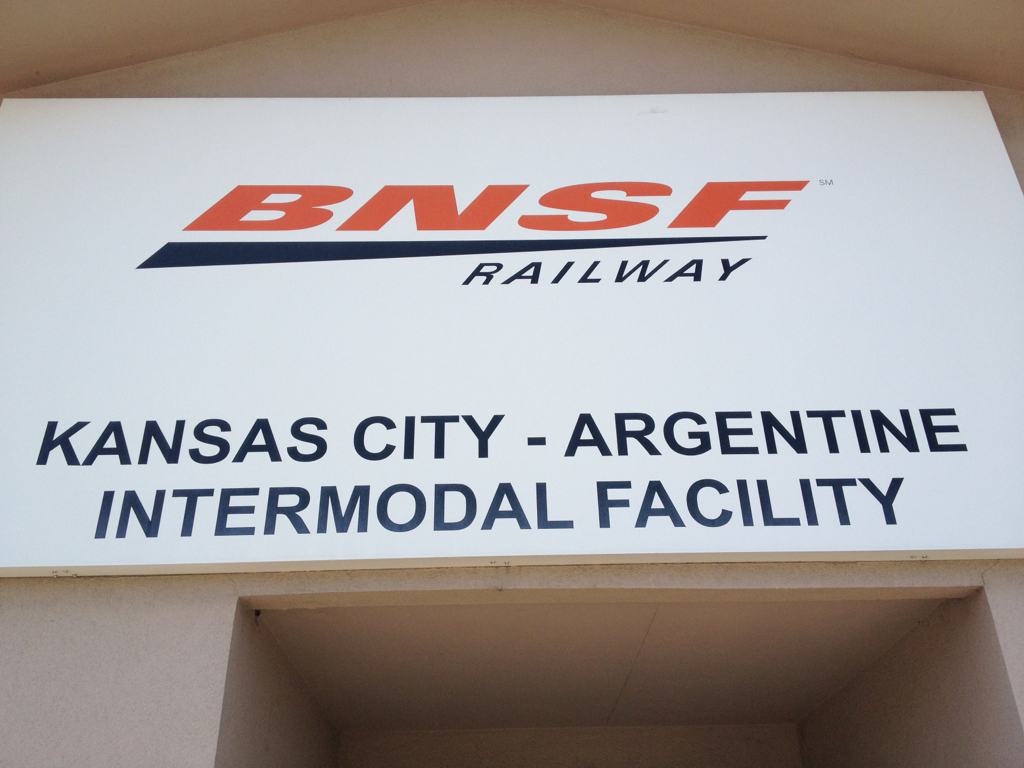 BNSF SM
RAILWAY
KANSAS CITY - ARGENTINE
INTERMODAL FACILITY